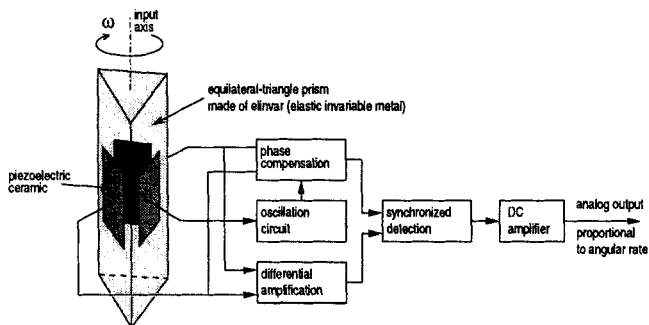 ω
input
axis
equilateral-triangle prism
made of elinvar (elastic invariable metal)
piezoelectric
ceramic
phase
compensation
oscillation
circuit
differential
amplification
synchronized
detection
DC
amplifier
analog output
proportional
to angular rate